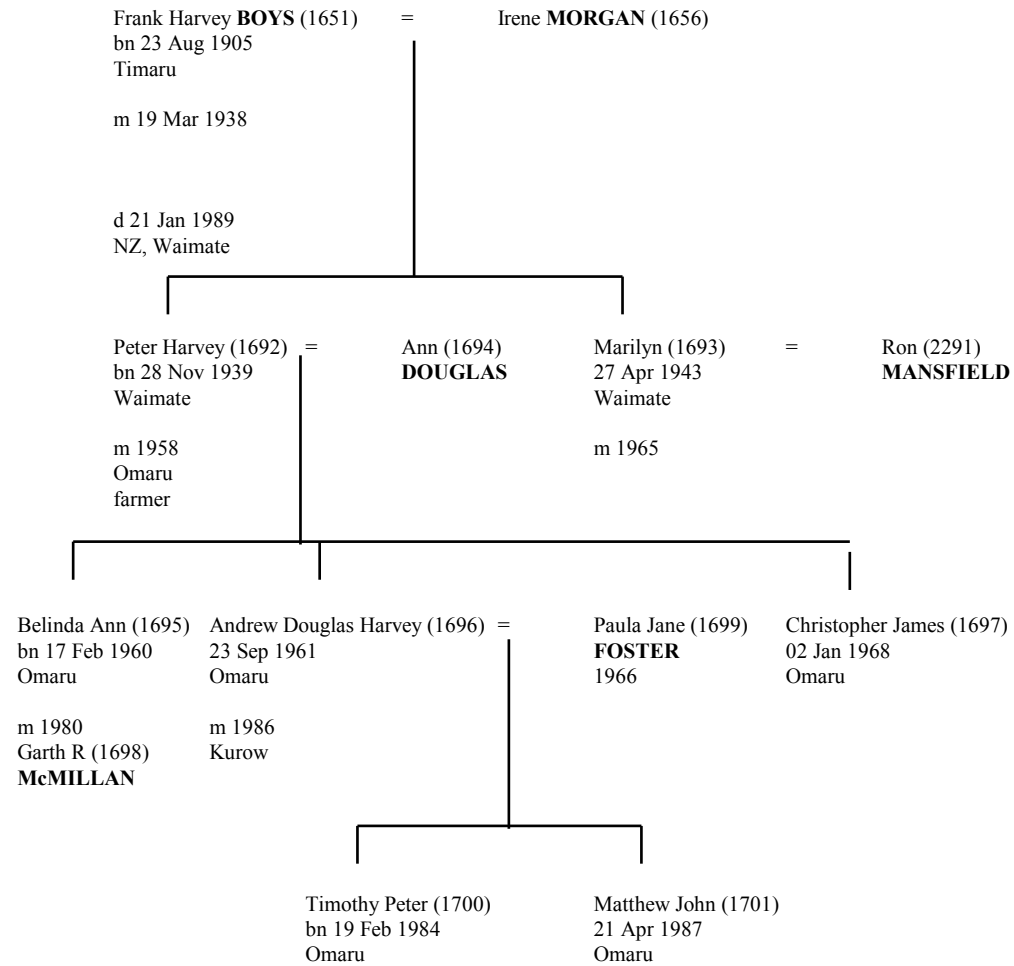 Frank Harvey BOYS (1651) = Irene MORGAN (1656)
bn 23 Aug 1905
Timaru
m 19 Mar 1938
d 21 Jan 1989
NZ, Waimate
Peter Harvey (1692) = Ann (1694) Marilyn (1693) = Ron (2291)
bn 28 Nov 1939 DOUGLAS 27 Apr 1943 MANSFIELD
Waimate Waimate
m 1958 m 1965
Omaru
farmer
Belinda Ann (1695) Andrew Douglas Harvey (1696) = Paula Jane (1699) Christopher James (1697)
bn 17 Feb 1960 23 Sep 1961 FOSTER 02 Jan 1968
Omaru Omaru 1966 Omaru
m 1980 m 1986
Garth R (1698) Kurow
McMILLAN
Timothy Peter (1700) Matthew John (1701)
bn 19 Feb 1984 21 Apr 1987
Omaru Omaru